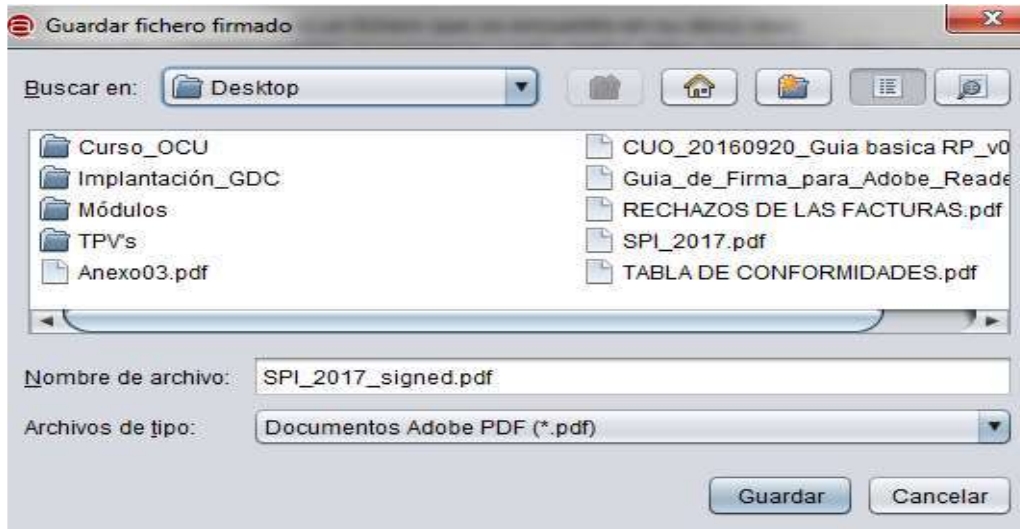 Guardar fichero firmado
Buscar en: Desktop
Curso_OCU
Implantación_GDC
Módulos
TPV's
Anexo03.pdf
CUO_20160920_Guia basica RP_v0
Guia_de_Firma_para_Adobe_Reade
RECHAZOS DE LAS FACTURAS.pdf
SPI_2017.pdf
TABLA DE CONFORMIDADES.pdf
Nombre de archivo: SPI_2017_signed.pdf
Archivos de tipo: Documentos Adobe PDF (*.pdf)
Guardar Cancelar